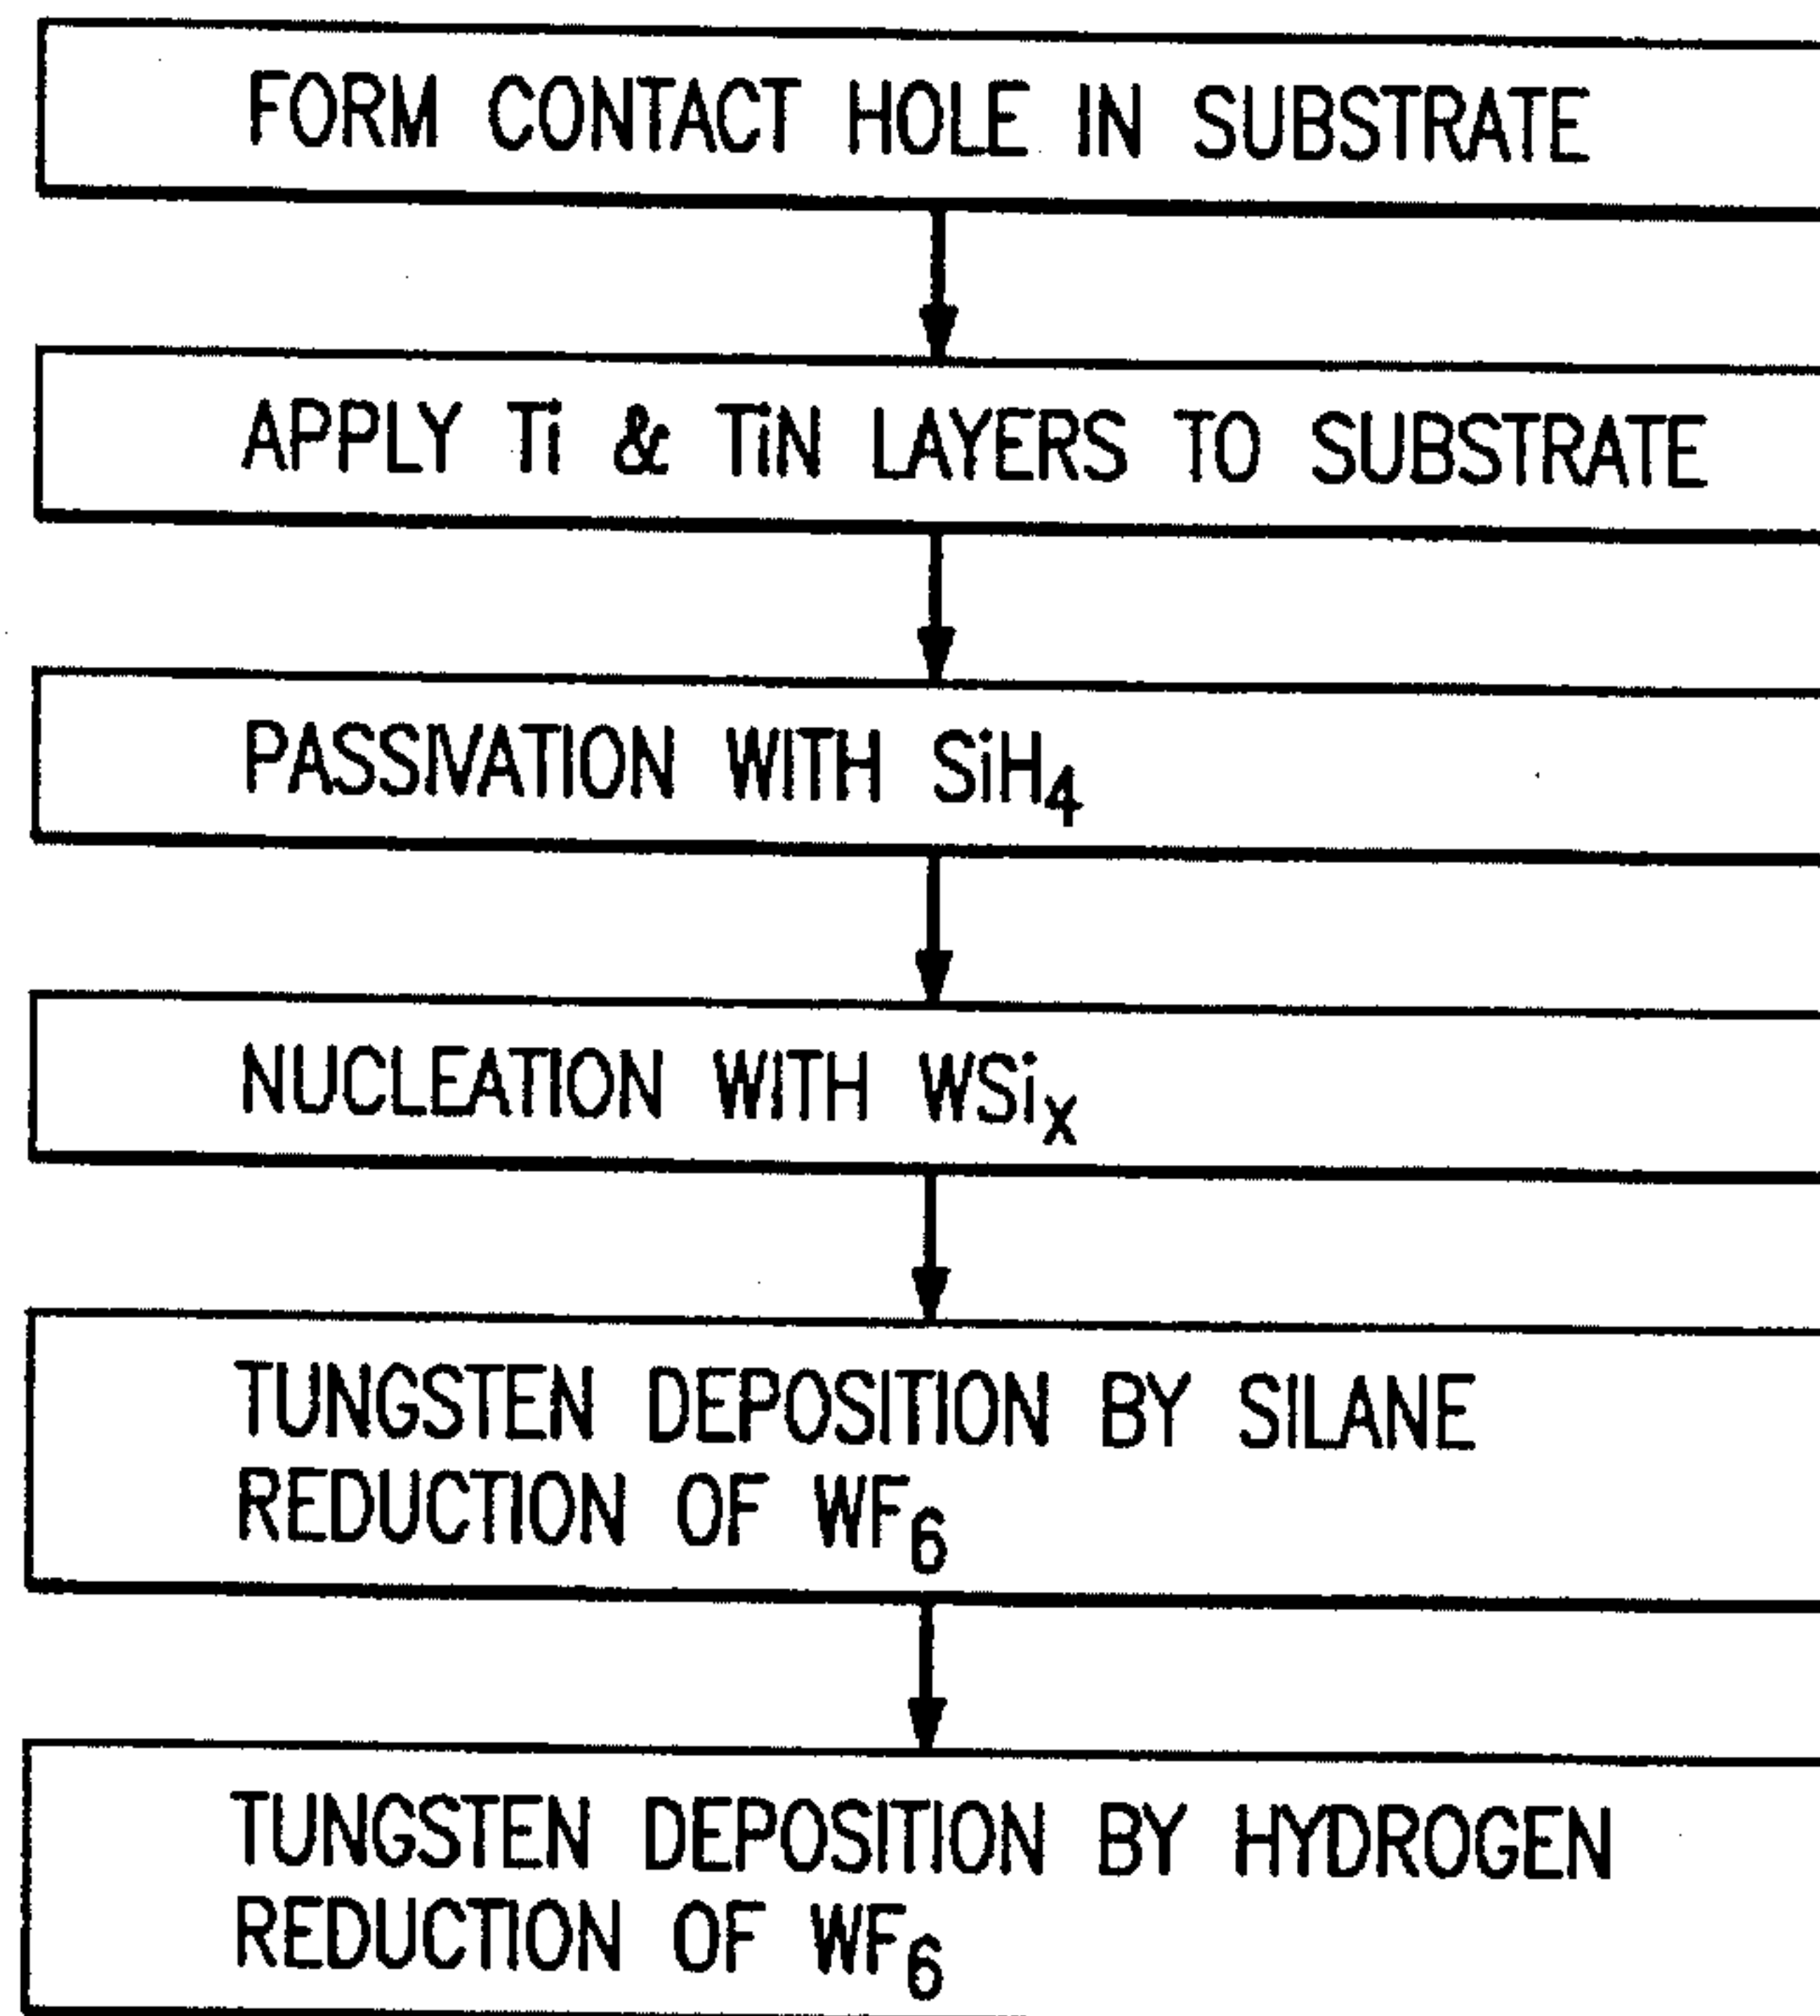 FORM CONTACT HOLE IN SUBSTRATE
APPLY Ti & TiN LAYERS TO SUBSTRATE
PASSIVATION WITH SiH₄
NUCLEATION WITH WSiₓ
TUNGSTEN DEPOSITION BY SILANE
REDUCTION OF WF₆
TUNGSTEN DEPOSITION BY HYDROGEN
REDUCTION OF WF₆